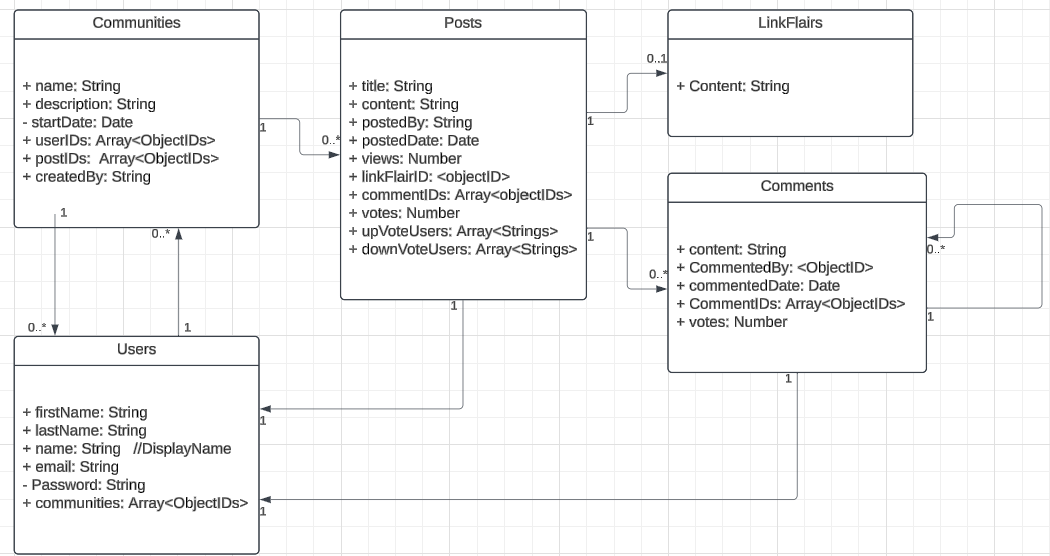 Communities
+ name: String
+ description: String
- startDate: Date
+ userIDs: Array<ObjectIDs>
+ postIDs:  Array<ObjectIDs>
+ createdBy: String
1
0..*
1
0..*
1
0..*
Posts
+ title: String
+ content: String
+ postedBy: String
+ postedDate: Date
+ views: Number
+ linkFlairID: <objectID>
+ commentIDs: Array<objectIDs>
+ votes: Number
+ upVoteUsers: Array<Strings>
+ downVoteUsers: Array<Strings>
1
0..1
1
0..*
1
1
LinkFlairs
+ Content: String
Comments
+ content: String
+ CommentedBy: <ObjectID>
+ commentedDate: Date
+ CommentIDs: Array<ObjectIDs>
+ votes: Number
0..*
1
1
1
Users
+ firstName: String
+ lastName: String
+ name: String   //DisplayName
+ email: String
- Password: String
+ communities: Array<ObjectIDs>